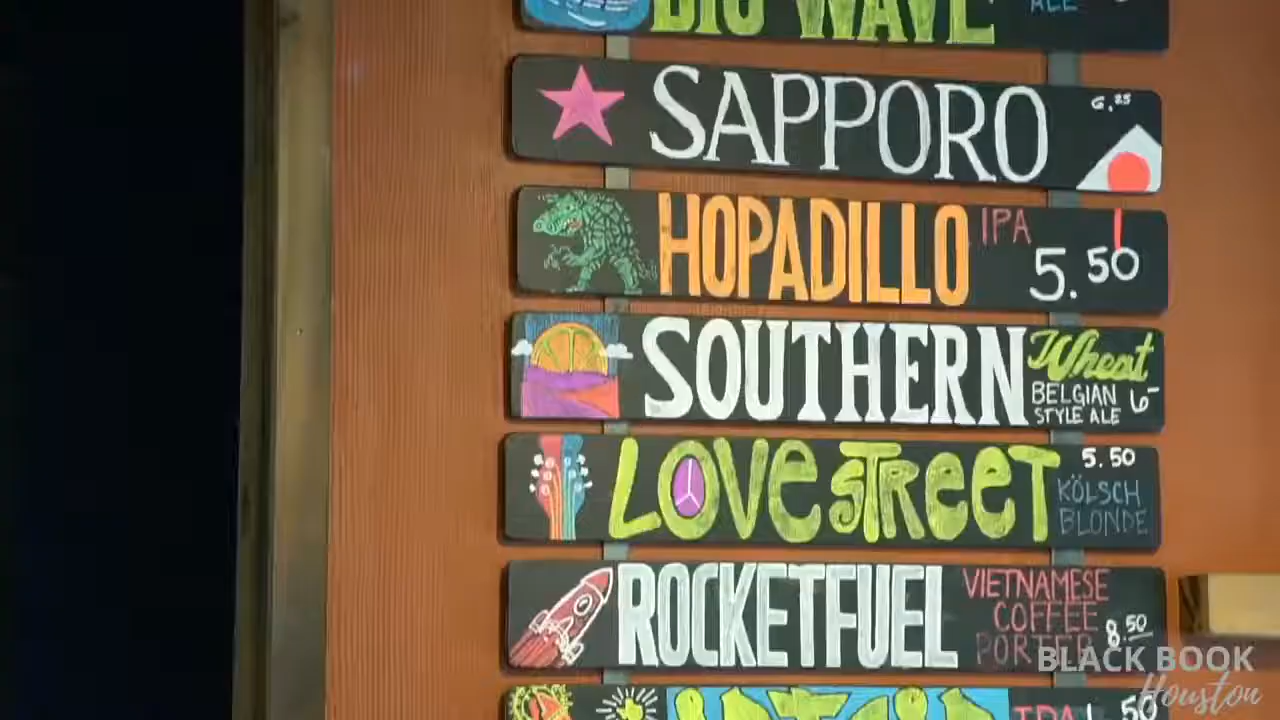 BIG WAVE
ALE
SAPPORO
6.25
HOPADILLO IPA
5.50
SOUTHERN Wheat
BELGIAN
STYLE ALE 6-
LOVE STREET
5.50
KÖLSCH
BLONDE
ROCKETFUEL
VIETNAMESE
COFFEE
PORTER 8.50
IPA
50
BLACK BOOK
Houston